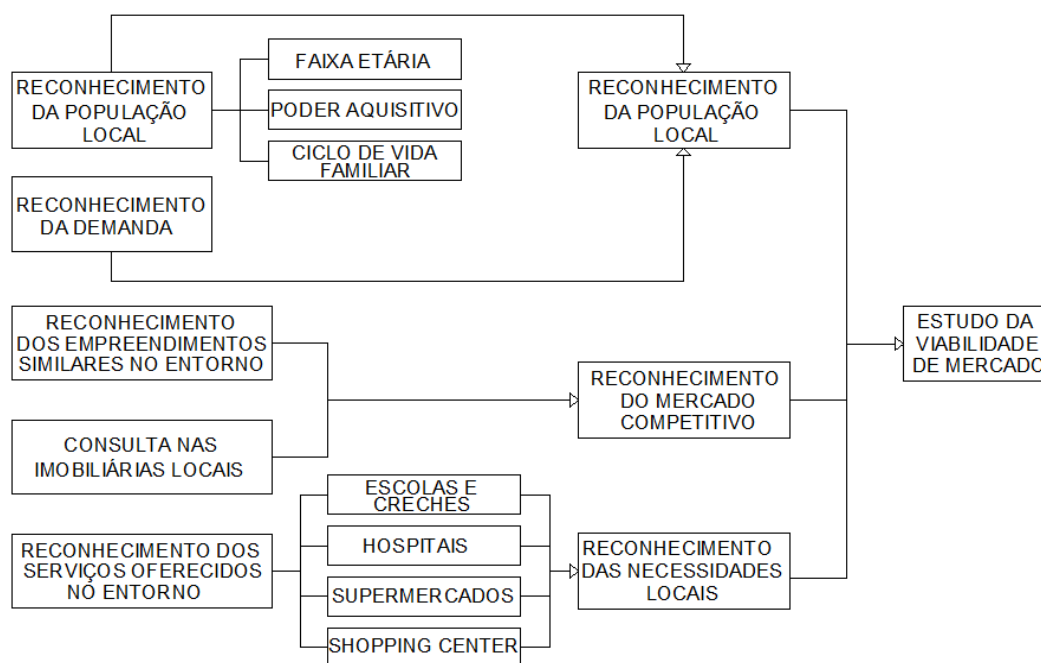 RECONHECIMENTO
DA POPULAÇÃO
LOCAL
FAIXA ETÁRIA
PODER AQUISITIVO
CICLO DE VIDA
FAMILIAR
RECONHECIMENTO
DA POPULAÇÃO
LOCAL
RECONHECIMENTO
DA DEMANDA
RECONHECIMENTO
DOS EMPREENDIMENTOS
SIMILARES NO ENTORNO
CONSULTA NAS
IMOBILIÁRIAS LOCAIS
RECONHECIMENTO
DO MERCADO
COMPETITIVO
RECONHECIMENTO DOS
SERVIÇOS OFERECIDOS
NO ENTORNO
ESCOLAS E
CRECHES
HOSPITAIS
SUPERMERCADOS
SHOPPING CENTER
RECONHECIMENTO
DAS NECESSIDADES
LOCAIS
ESTUDO DA
VIABILIDADE
DE MERCADO